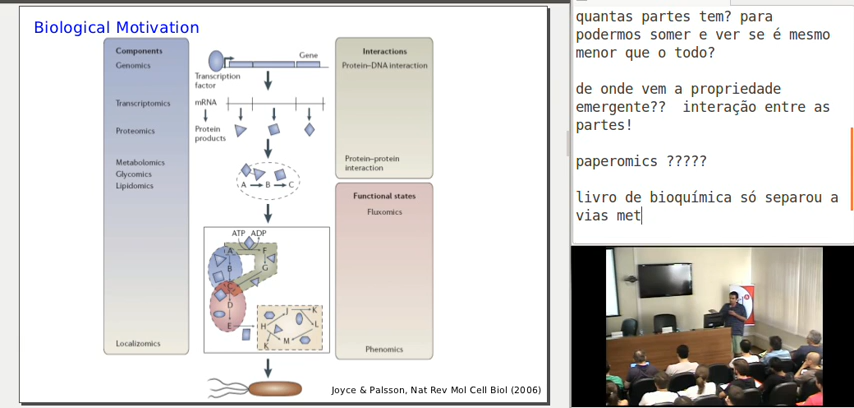 Biological Motivation
Components
Genomics
Transcriptomics
Proteomics
Metabolomics
Glycomics
Lipidomics
Localizomics
Gene
Transcription
factor
mRNA
Protein
products
A
B
C
ATP ADP
A
F
B
G
C
D
E
H
J
K
L
M
K
Interactions
Protein–DNA interaction
Protein–protein
interaction
Functional states
Fluxomics
Phenomics
Joyce & Palsson, Nat Rev Mol Cell Biol (2006)
quantas partes tem? para
podermos somer e ver se é mesmo
menor que o todo?
de onde vem a propriedade
emergente?? interação entre as
partes!
paperomics ?????
livro de bioquímica só separou a
vias met